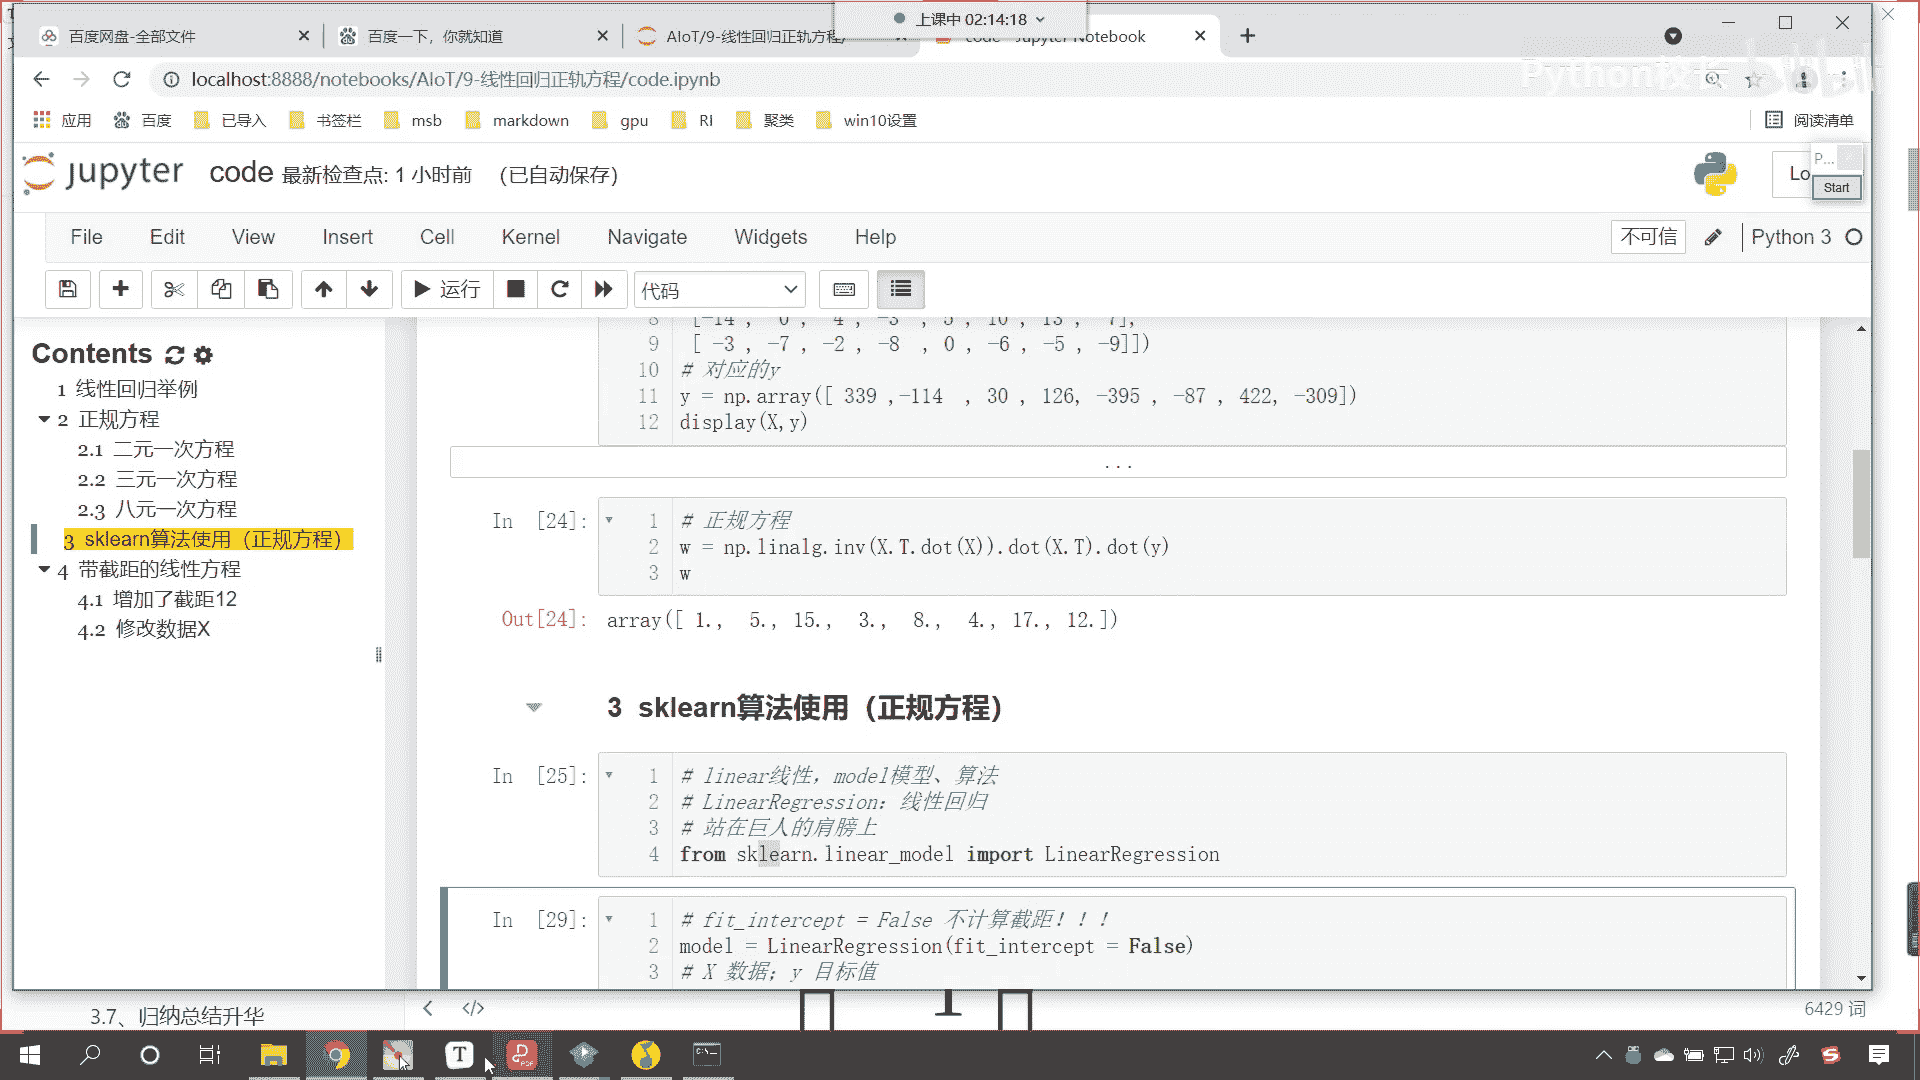 上课中 02:14:18
百度网盘-全部文件
百度一下，你就知道
AIoT/9-线性回归正轨方程/
code - Jupyter Notebook
localhost:8888/notebooks/AIoT/9-线性回归正轨方程/code.ipynb
应用 百度 已导入 书签栏 msb markdown gpu RI 聚类 win10设置 阅读清单
jupyter code 最新检查点: 1 小时前 (已自动保存)
P...
Lo
Start
File Edit View Insert Cell Kernel Navigate Widgets Help 不可信 Python 3
运行 代码
Contents
1 线性回归举例
2 正规方程
2.1 二元一次方程
2.2 三元一次方程
2.3 八元一次方程
3 sklearn算法使用（正规方程）
4 带截距的线性方程
4.1 增加了截距12
4.2 修改数据X
8 [-14 , 0 , 4 , -3 , 5 , 10 , 13 , 7],
9 [ -3 , -7 , -2 , -8 , 0 , -6 , -5 , -9]])
10 # 对应的y
11 y = np.array([ 339 ,-114 , 30 , 126, -395 , -87 , 422, -309])
12 display(X,y)
...
In [24]: 1 # 正规方程
2 w = np.linalg.inv(X.T.dot(X)).dot(X.T).dot(y)
3 w
Out[24]: array([ 1., 5., 15., 3., 8., 4., 17., 12.])
3 sklearn算法使用（正规方程）
In [25]: 1 # linear线性，model模型、算法
2 # LinearRegression：线性回归
3 # 站在巨人的肩膀上
4 from sklearn.linear_model import LinearRegression
In [29]: 1 # fit_intercept = False 不计算截距！！！
2 model = LinearRegression(fit_intercept = False)
3 # X 数据；y 目标值
3.7、归纳总结升华
6429 词